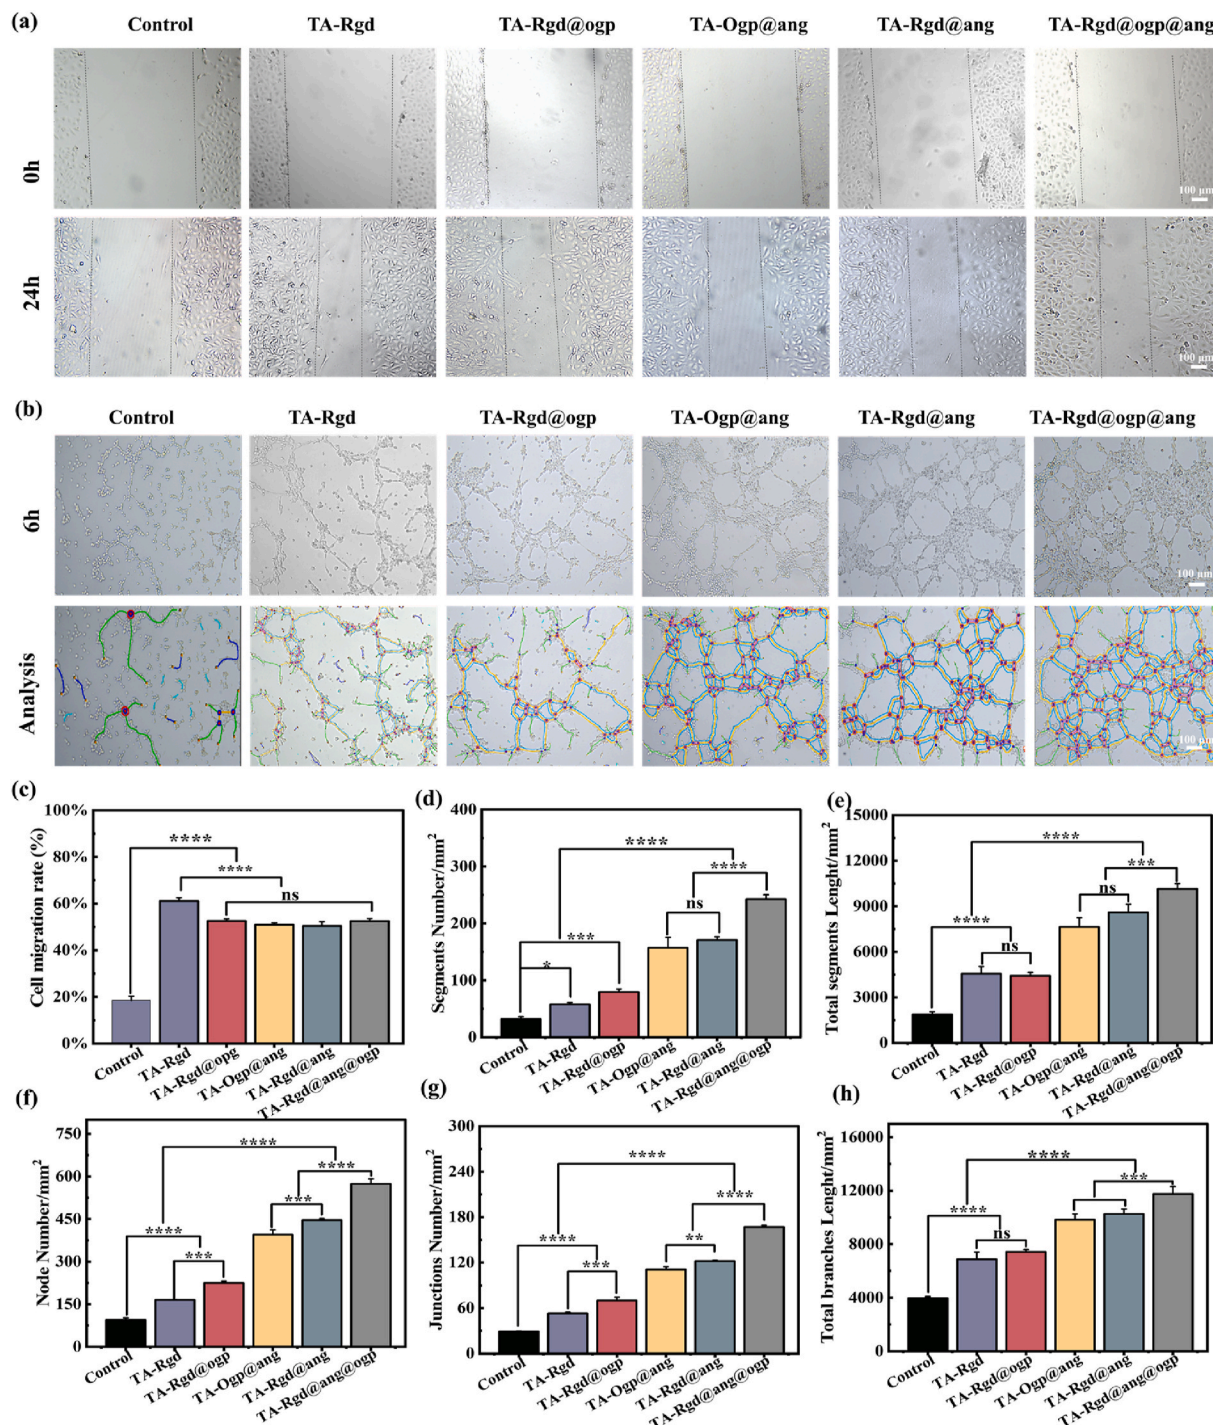 (a)
Control TA-Rgd TA-Rgd@ogp TA-Ogp@ang TA-Rgd@ang TA-Rgd@ogp@ang
0h
100 μm
24h
100 μm
(b)
Control TA-Rgd TA-Rgd@ogp TA-Ogp@ang TA-Rgd@ang TA-Rgd@ogp@ang
6h
100 μm
Analysis
100 μm
(c)
Cell migration rate (%)
100%
80%
60%
40%
20%
0%
****
****
ns
Control TA-Rgd TA-Rgd@opg TA-Ogp@ang TA-Rgd@ang TA-Rgd@ang@ogp
(d)
Segments Number/mm²
400
300
200
100
0
****
****
ns
***
*
Control TA-Rgd TA-Rgd@ogp TA-Ogp@ang TA-Rgd@ang TA-Rgd@ang@ogp
(e)
Total segments Lenght/mm²
15000
12000
9000
6000
3000
0
****
***
ns
****
ns
Control TA-Rgd TA-Rgd@ogp TA-Ogp@ang TA-Rgd@ang TA-Rgd@ang@ogp
(f)
Node Number/mm²
750
600
450
300
150
0
****
****
***
****
***
Control TA-Rgd TA-Rgd@ogp TA-Ogp@ang TA-Rgd@ang TA-Rgd@ang@ogp
(g)
Junctions Number/mm²
300
240
180
120
60
0
****
****
**
****
***
Control TA-Rgd TA-Rgd@ogp TA-Ogp@ang TA-Rgd@ang TA-Rgd@ang@ogp
(h)
Total branches Lenght/mm²
16000
12000
8000
4000
0
****
***
****
ns
Control TA-Rgd TA-Rgd@ogp TA-Ogp@ang TA-Rgd@ang TA-Rgd@ang@ogp